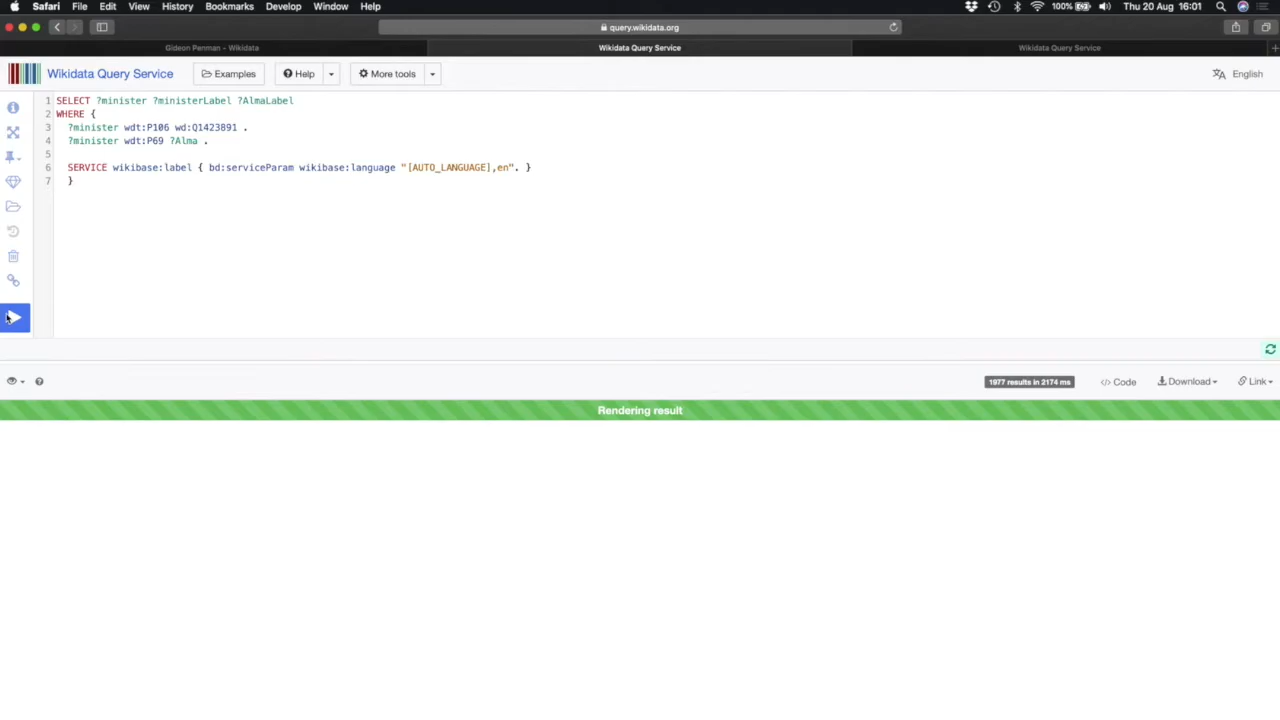 Safari File Edit View History Bookmarks Develop Window Help 100% Thu 20 Aug 16:01
query.wikidata.org
Gideon Penman - Wikidata Wikidata Query Service Wikidata Query Service
Wikidata Query Service Examples Help More tools English
1 SELECT ?minister ?ministerLabel ?AlmaLabel
2 WHERE {
3 ?minister wdt:P106 wd:Q1423891 .
4 ?minister wdt:P69 ?Alma .
5
6 SERVICE wikibase:label { bd:serviceParam wikibase:language "[AUTO_LANGUAGE],en". }
7 }
1977 results in 2174 ms </> Code Download Link
Rendering result